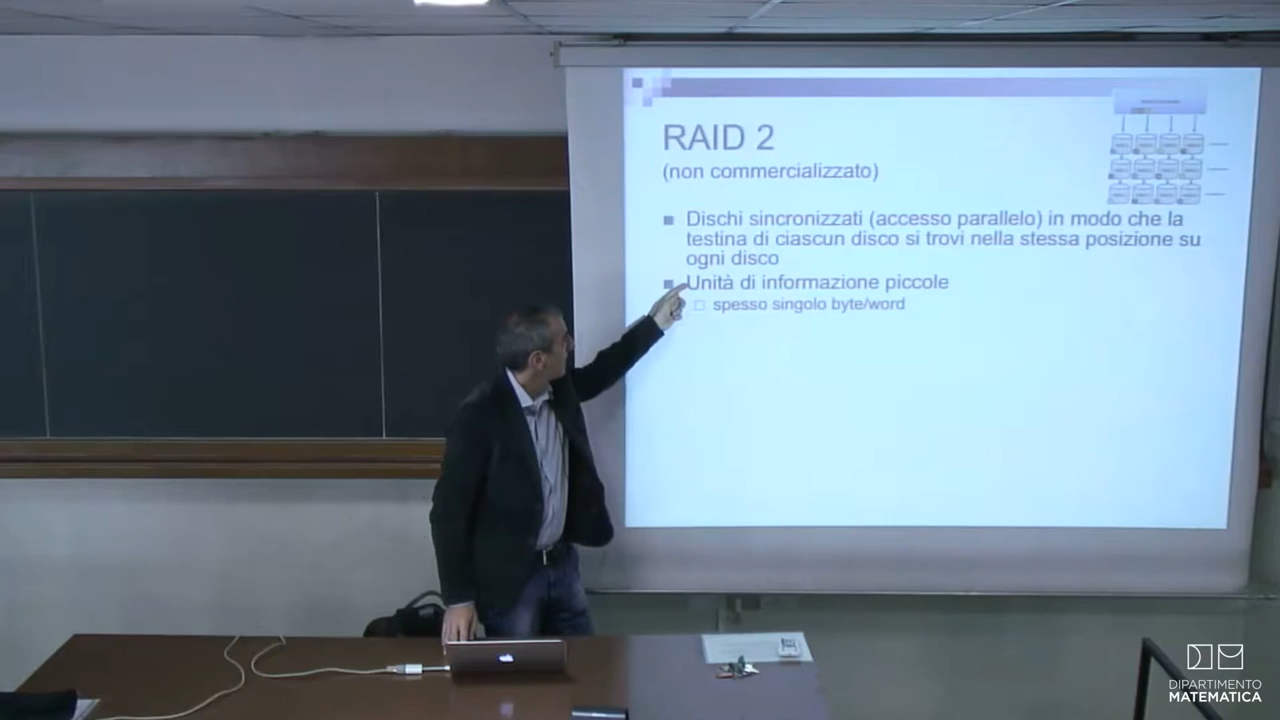 RAID 2
(non commercializzato)
Dischi sincronizzati (accesso parallelo) in modo che la
testina di ciascun disco si trovi nella stessa posizione su
ogni disco
Unità di informazione piccole
spesso singolo byte/word
DIPARTIMENTO
MATEMATICA